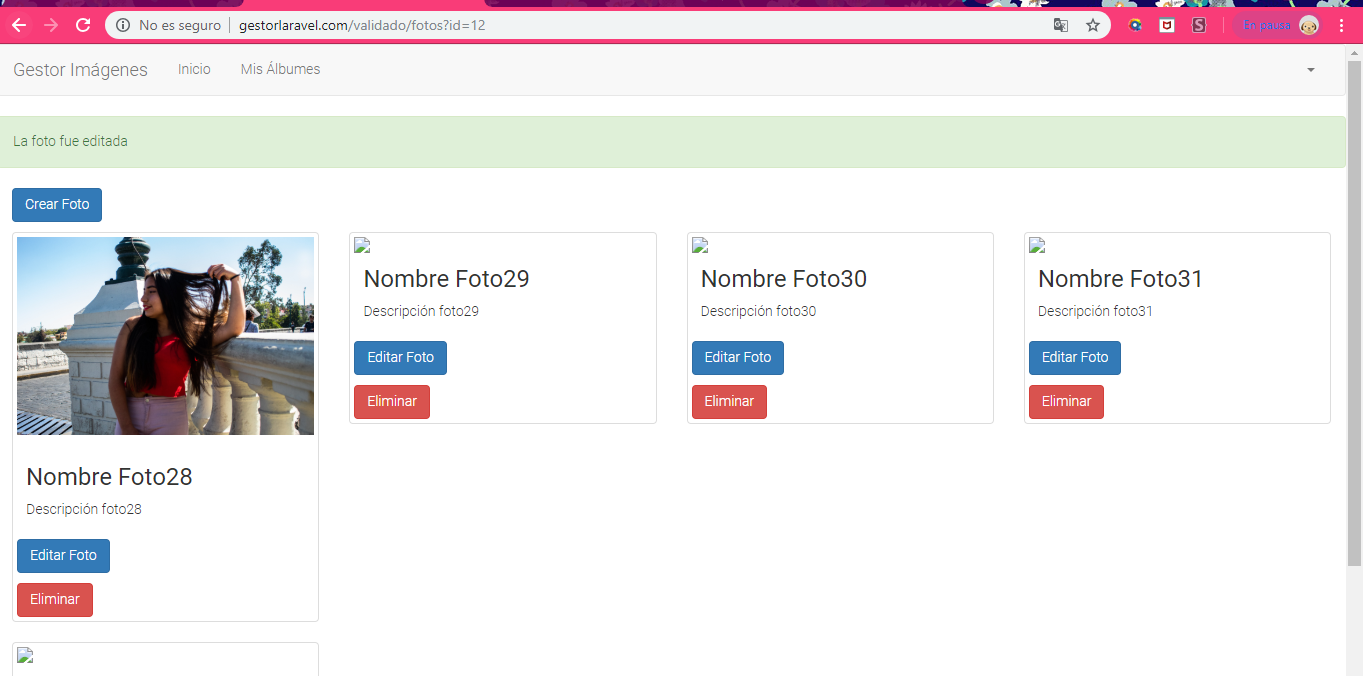 No es seguro gestorlaravel.com/validado/fotos?id=12 En pausa
Gestor Imágenes Inicio Mis Álbumes
La foto fue editada
Crear Foto
Nombre Foto28
Descripción foto28
Editar Foto
Eliminar
Nombre Foto29
Descripción foto29
Editar Foto
Eliminar
Nombre Foto30
Descripción foto30
Editar Foto
Eliminar
Nombre Foto31
Descripción foto31
Editar Foto
Eliminar